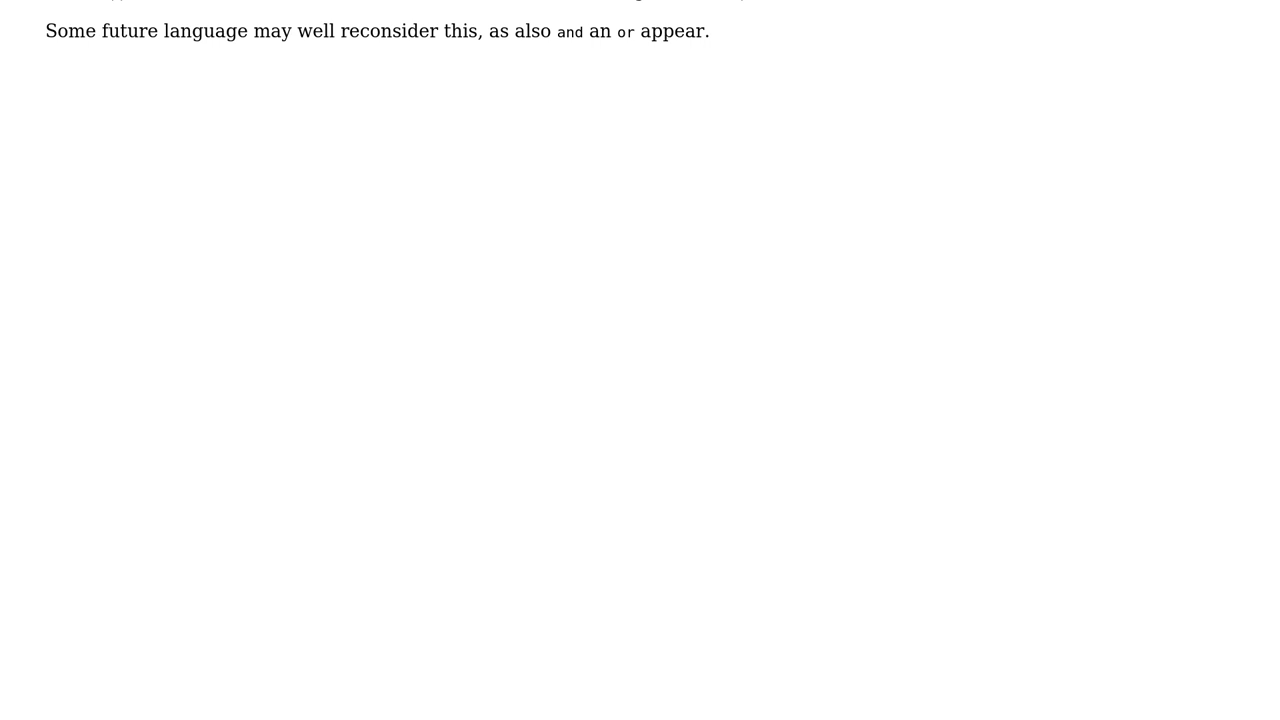 Some future language may well reconsider this, as also and an or appear.